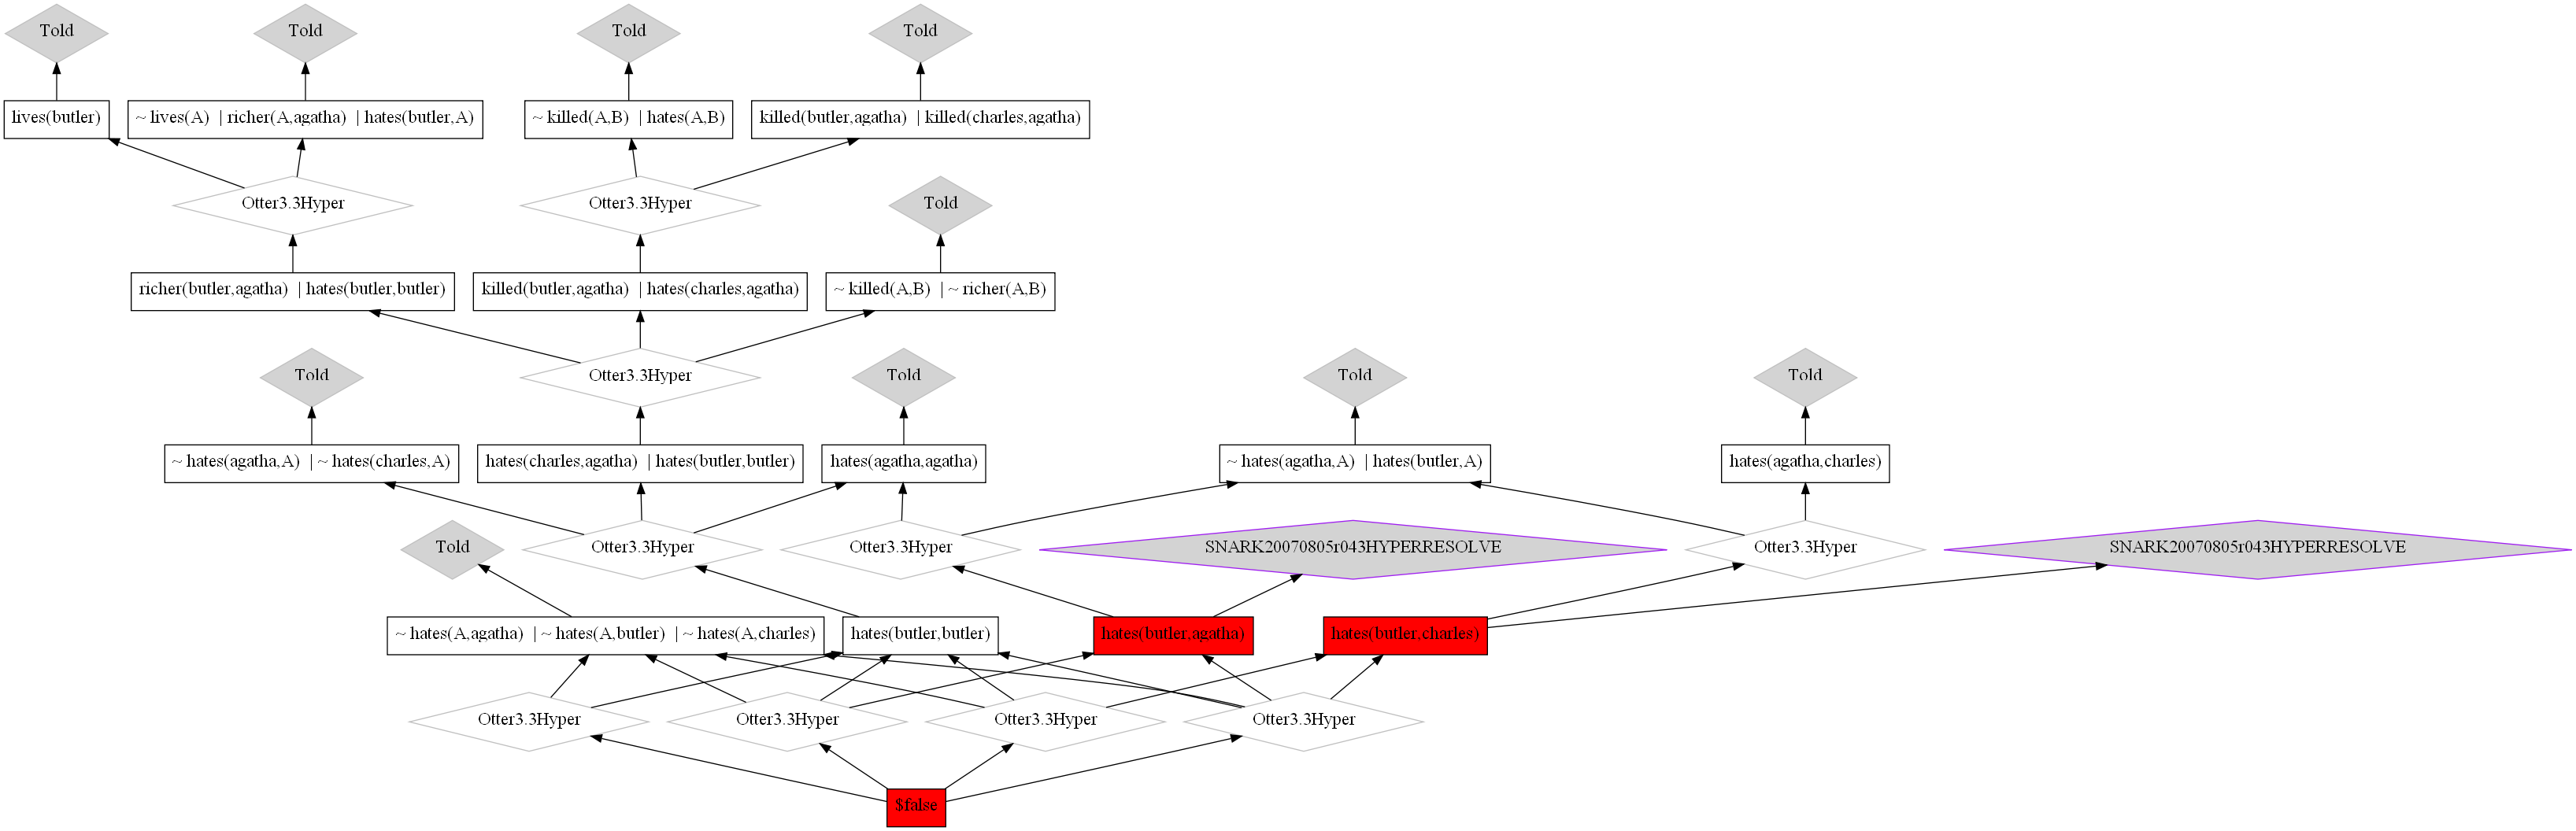 Told
Told
Told
Told
lives(butler)
~ lives(A) | richer(A,agatha) | hates(butler,A)
~ killed(A,B) | hates(A,B)
killed(butler,agatha) | killed(charles,agatha)
Otter3.3Hyper
Otter3.3Hyper
Told
richer(butler,agatha) | hates(butler,butler)
killed(butler,agatha) | hates(charles,agatha)
~ killed(A,B) | ~ richer(A,B)
Told
Otter3.3Hyper
Told
Told
Told
~ hates(agatha,A) | ~ hates(charles,A)
hates(charles,agatha) | hates(butler,butler)
hates(agatha,agatha)
~ hates(agatha,A) | hates(butler,A)
hates(agatha,charles)
Told
Otter3.3Hyper
Otter3.3Hyper
SNARK20070805r043HYPERRESOLVE
Otter3.3Hyper
SNARK20070805r043HYPERRESOLVE
~ hates(A,agatha) | ~ hates(A,butler) | ~ hates(A,charles)
hates(butler,butler)
hates(butler,agatha)
hates(butler,charles)
Otter3.3Hyper
Otter3.3Hyper
Otter3.3Hyper
Otter3.3Hyper
$false